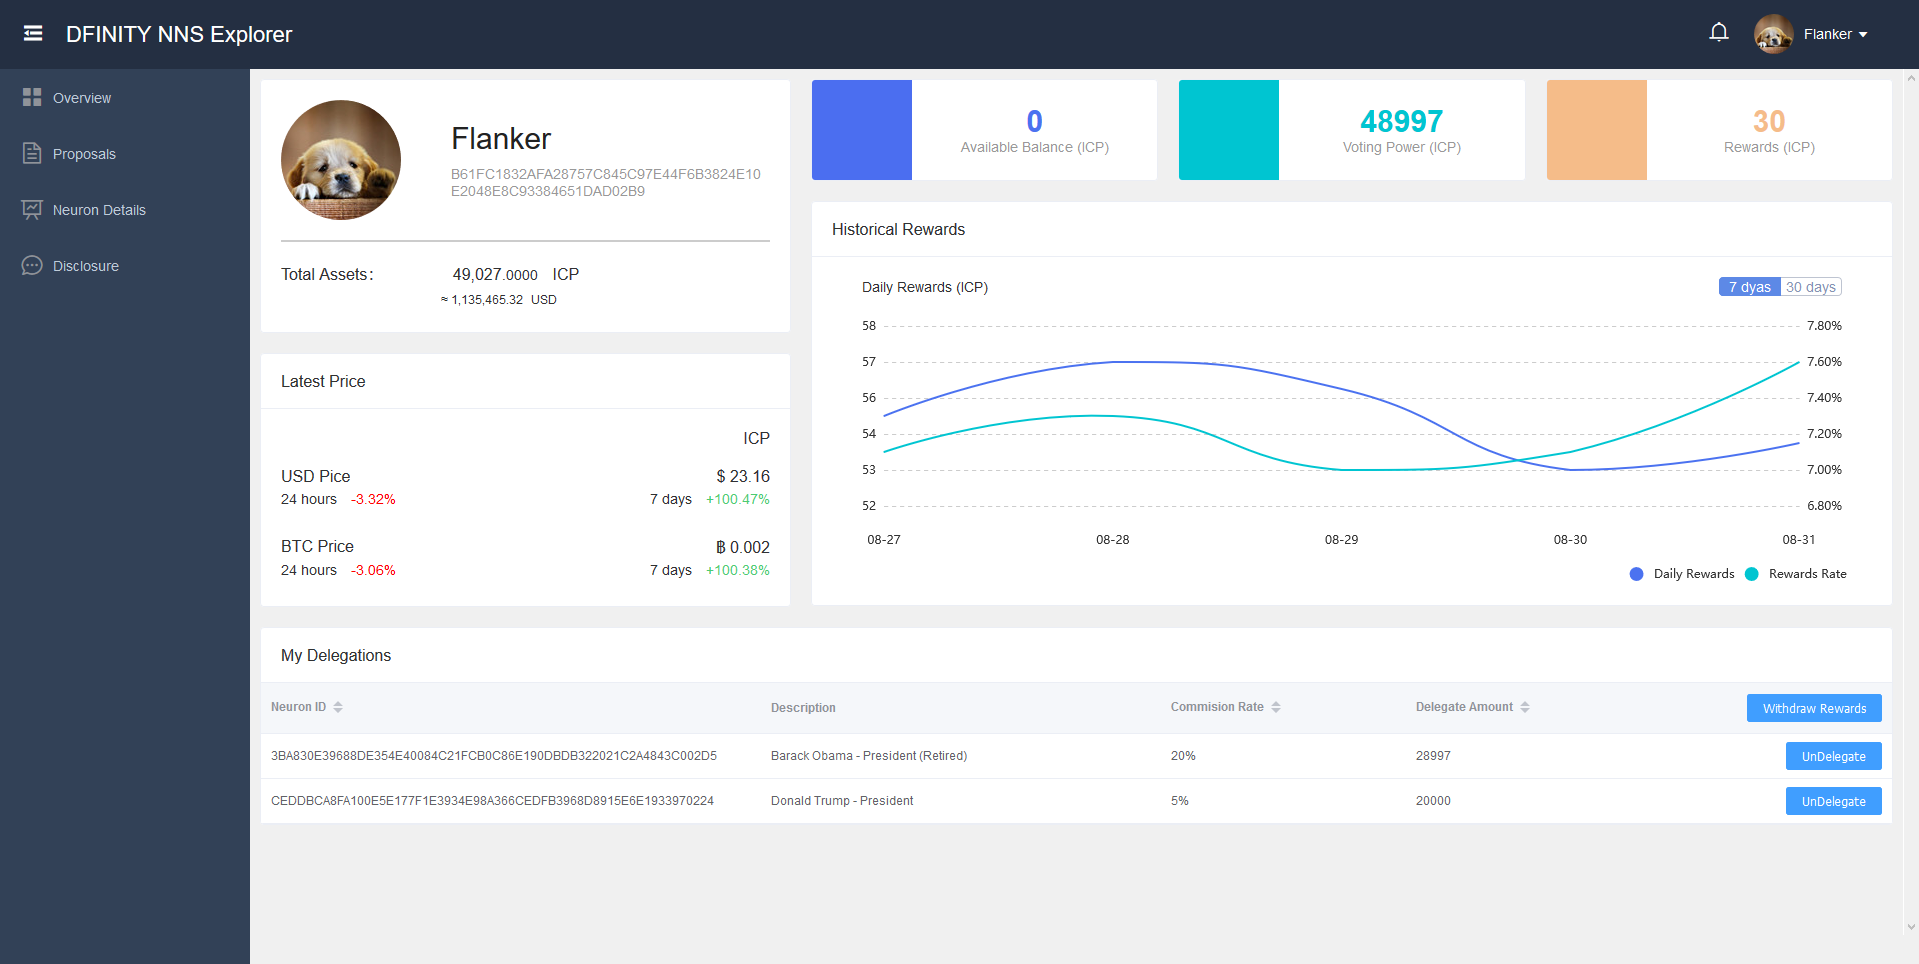 DFINITY NNS Explorer
Flanker
Overview
Proposals
Neuron Details
Disclosure
Flanker
B61FC1832AFA28757C845C97E44F6B3824E10
E2048E8C93384651DAD02B9
Total Assets: 49,027.0000 ICP
≈ 1,135,465.32 USD
0
Available Balance (ICP)
48997
Voting Power (ICP)
30
Rewards (ICP)
Latest Price
ICP
USD Pice $ 23.16
24 hours -3.32% 7 days +100.47%
BTC Price ฿ 0.002
24 hours -3.06% 7 days +100.38%
Historical Rewards
Daily Rewards (ICP) 7 dyas 30 days
58 7.80%
57 7.60%
56 7.40%
54 7.20%
53 7.00%
52 6.80%
08-27 08-28 08-29 08-30 08-31
Daily Rewards Rewards Rate
My Delegations
Neuron ID Description Commision Rate Delegate Amount Withdraw Rewards
3BA830E39688DE354E40084C21FCB0C86E190DBDB322021C2A4843C002D5 Barack Obama - President (Retired) 20% 28997 UnDelegate
CEDDBCA8FA100E5E177F1E3934E98A366CEDFB3968D8915E6E1933970224 Donald Trump - President 5% 20000 UnDelegate